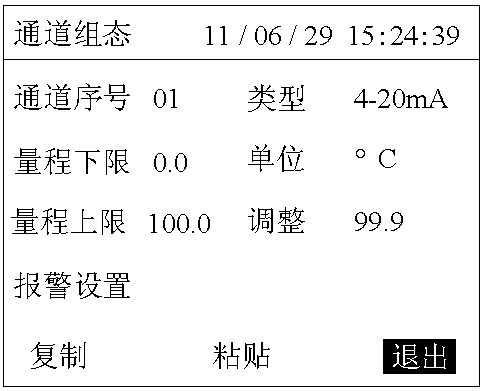 通道组态 11 / 06 / 29 15:24:39
通道序号 01 类型 4-20mA
量程下限 0.0 单位 ° C
量程上限 100.0 调整 99.9
报警设置
复制 粘贴 退出